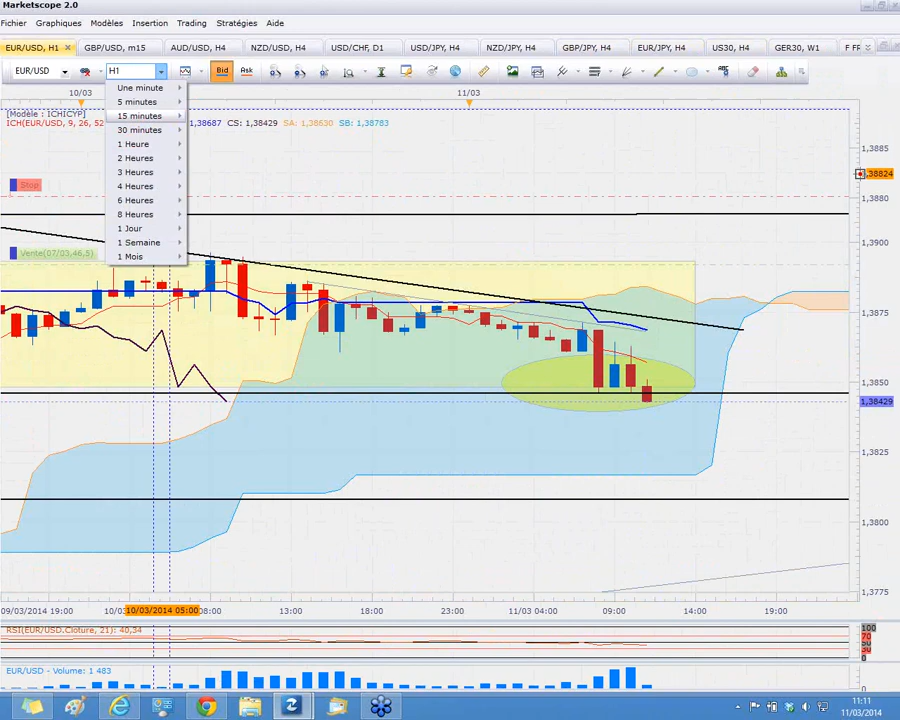 Marketscope 2.0
Fichier Graphiques Modèles Insertion Trading Stratégies Aide
EUR/USD, H1 GBP/USD, m15 AUD/USD, H4 NZD/USD, H4 USD/CHF, D1 USD/JPY, H4 NZD/JPY, H4 GBP/JPY, H4 EUR/JPY, H4 US30, H4 GER30, W1 F FR
EUR/USD H1 Bid Ask ABC
10/03 11/03
Une minute
5 minutes
15 minutes
30 minutes
1 Heure
2 Heures
3 Heures
4 Heures
6 Heures
8 Heures
1 Jour
1 Semaine
1 Mois
[Modèle : ICHICYP]
ICH(EUR/USD, 9, 26, 52 1,38687 CS: 1,38429 SA: 1,38630 SB: 1,38783
Stop
Vente(07/03,46,5)
1,3885
1,38824
1,3880
1,3900
1,3875
1,3850
1,38429
1,3825
1,3800
1,3775
09/03/2014 19:00 10/03 10/03/2014 05:00 08:00 13:00 18:00 23:00 11/03 04:00 09:00 14:00 19:00
RSI(EUR/USD.Cloture, 21): 40,34
100
70
50
30
0
EUR/USD - Volume: 1 483
0
11:11
11/03/2014